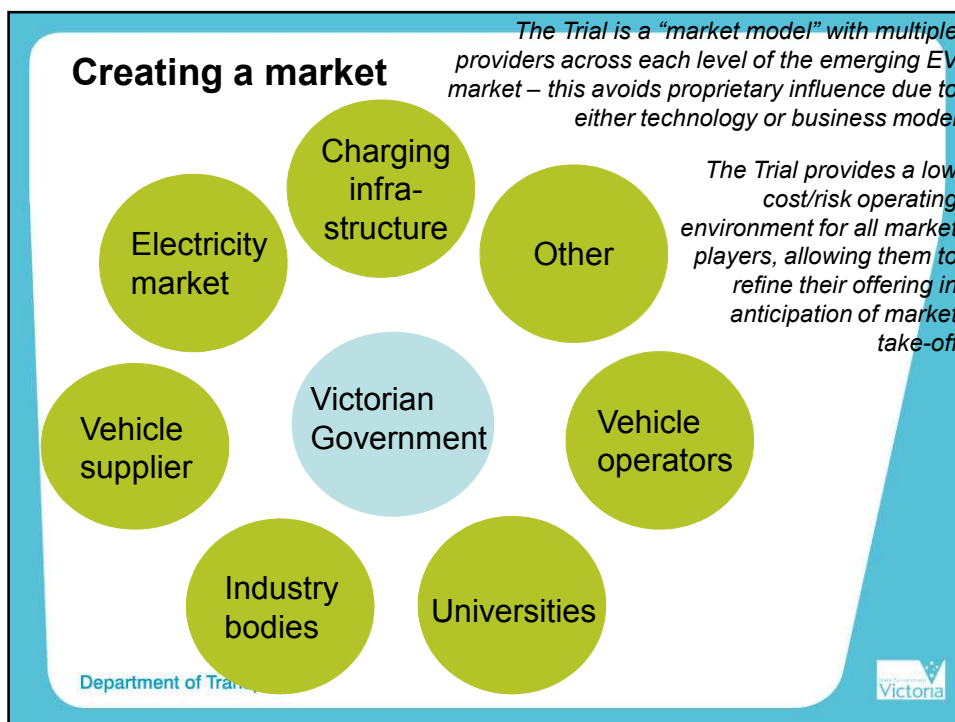 Creating a market
The Trial is a “market model” with multiple
providers across each level of the emerging EV
market – this avoids proprietary influence due to
either technology or business model
The Trial provides a low
cost/risk operating
environment for all market
players, allowing them to
refine their offering in
anticipation of market
take-off
Charging
infra-
structure
Electricity
market
Other
Victorian
Government
Vehicle
supplier
Vehicle
operators
Industry
bodies
Universities
Department of
Victoria